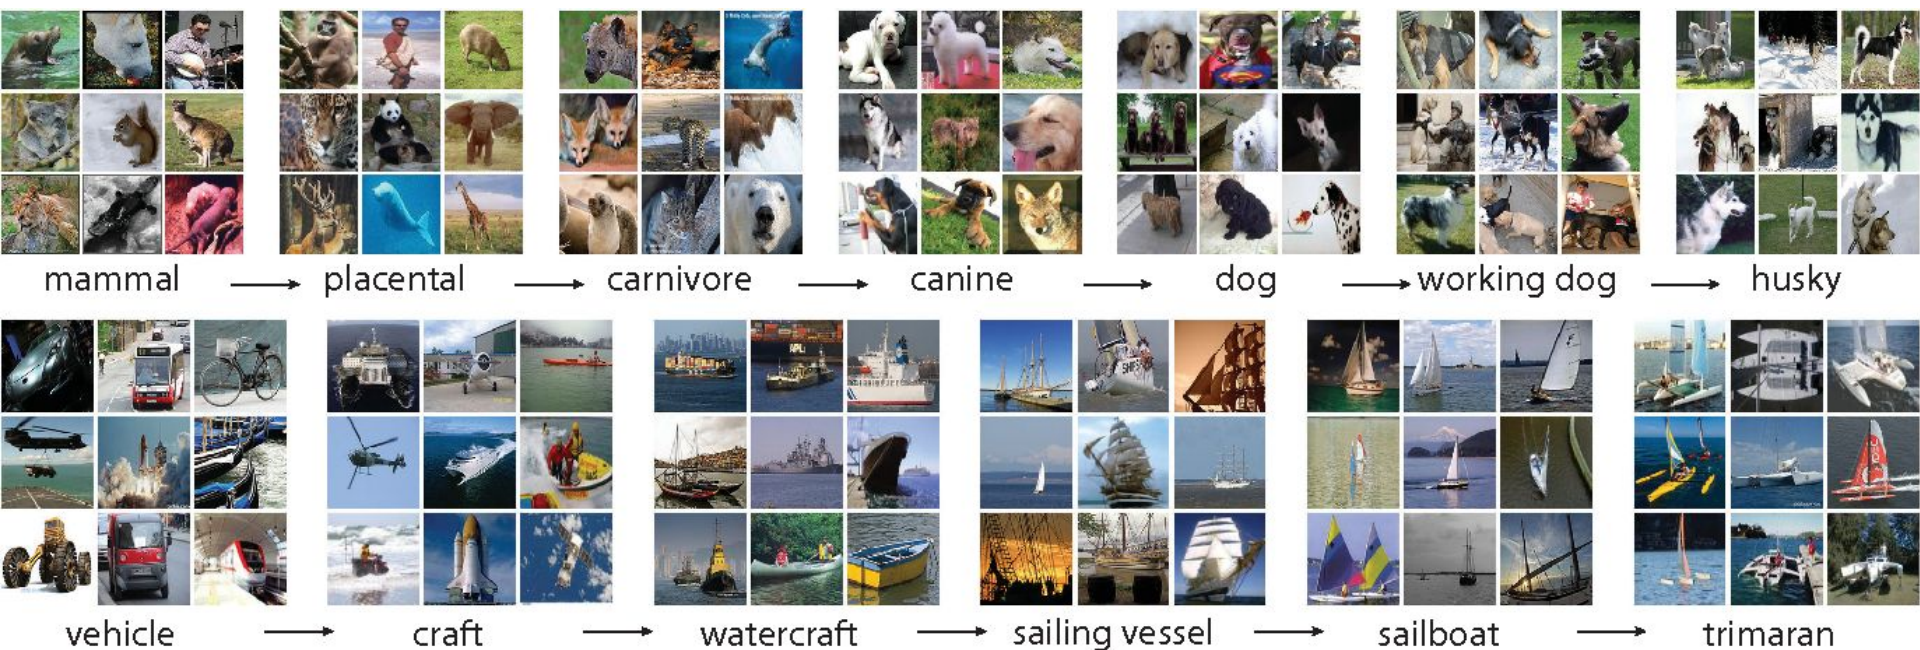 mammal → placental → carnivore → canine → dog → working dog → husky
vehicle → craft → watercraft → sailing vessel → sailboat → trimaran